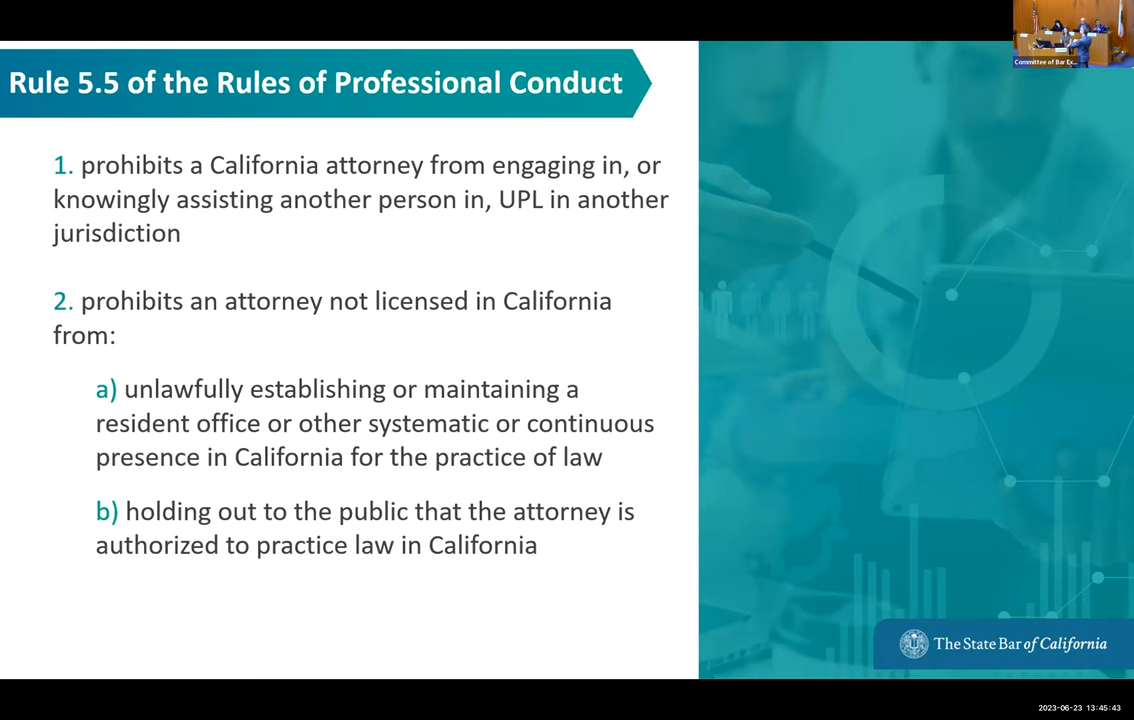 Committee of Bar Ex...
Rule 5.5 of the Rules of Professional Conduct
1. prohibits a California attorney from engaging in, or
knowingly assisting another person in, UPL in another
jurisdiction
2. prohibits an attorney not licensed in California
from:
a) unlawfully establishing or maintaining a
resident office or other systematic or continuous
presence in California for the practice of law
b) holding out to the public that the attorney is
authorized to practice law in California
The State Bar of California
2023-06-23 13:45:43